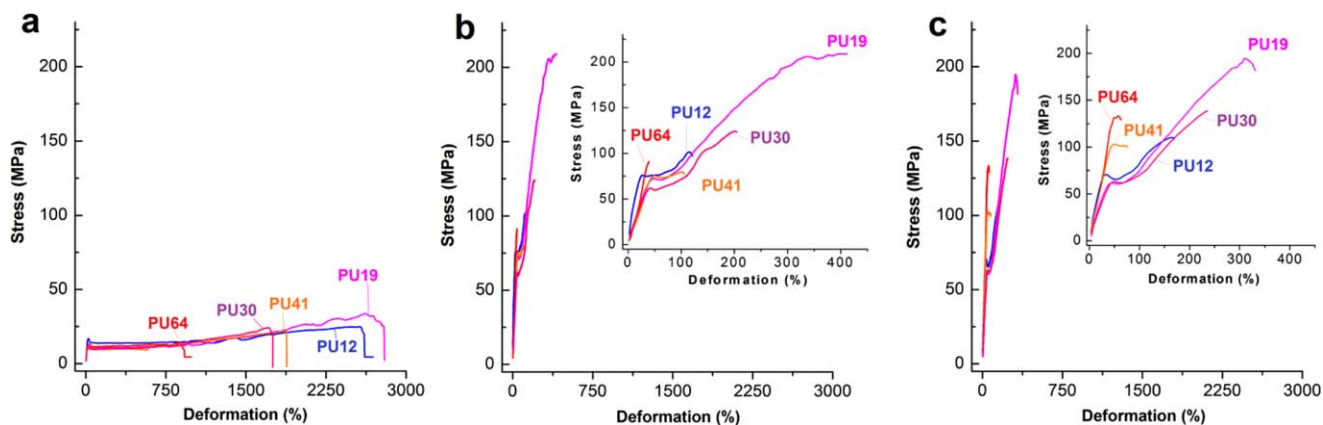 a
Stress (MPa)
200
150
100
50
0
PU64
PU30
PU41
PU19
PU12
0 750 1500 2250 3000
Deformation (%)
b
Stress (MPa)
200
150
100
50
0
0 750 1500 2250 3000
Deformation (%)
Stress (MPa)
200
150
100
50
0
PU19
PU12
PU64
PU30
PU41
0 100 200 300 400
Deformation (%)
c
Stress (MPa)
200
150
100
50
0
0 750 1500 2250 3000
Deformation (%)
Stress (MPa)
200
150
100
50
0
PU19
PU64
PU41
PU30
PU12
0 100 200 300 400
Deformation (%)